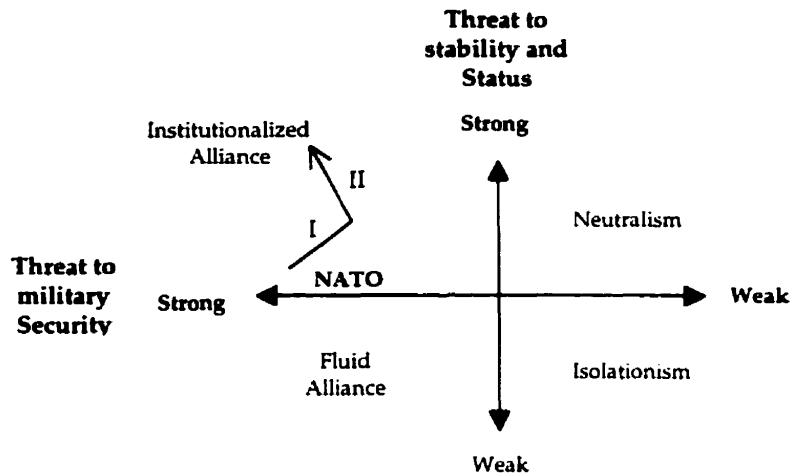 Threat to
stability and
Status
Strong
Institutionalized
Alliance
II
I
Neutralism
Threat to
military
Security
Strong
NATO
Weak
Fluid
Alliance
Isolationism
Weak